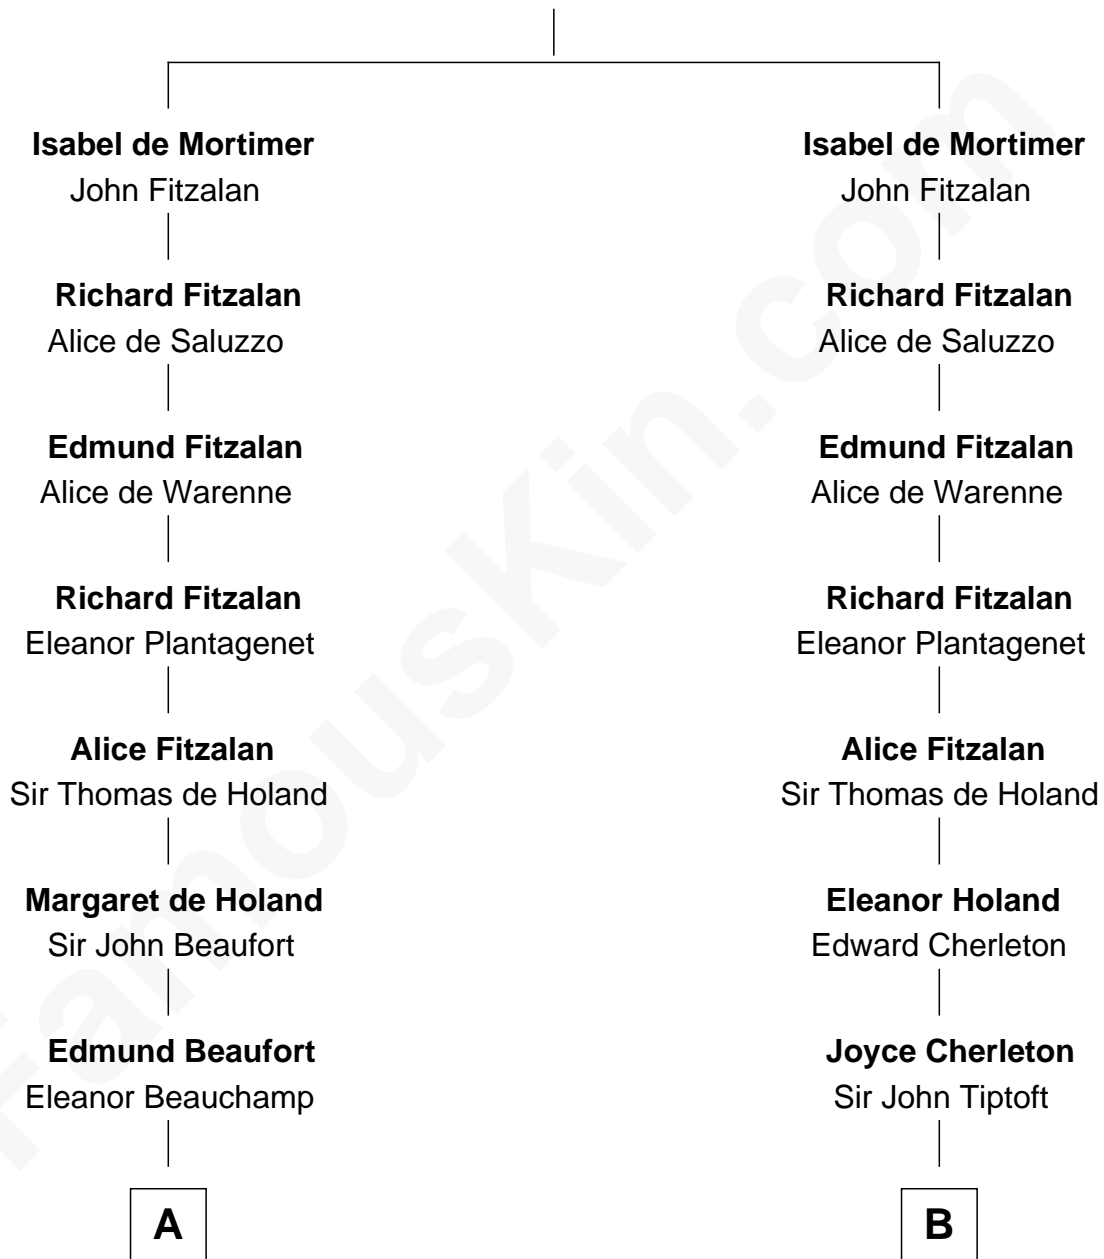 Isabel de Mortimer
John Fitzalan
Richard Fitzalan
Alice de Saluzzo
Edmund Fitzalan
Alice de Warenne
Richard Fitzalan
Eleanor Plantagenet
Alice Fitzalan
Sir Thomas de Holand
Margaret de Holand
Sir John Beaufort
Edmund Beaufort
Eleanor Beauchamp
A
Isabel de Mortimer
John Fitzalan
Richard Fitzalan
Alice de Saluzzo
Edmund Fitzalan
Alice de Warenne
Richard Fitzalan
Eleanor Plantagenet
Alice Fitzalan
Sir Thomas de Holand
Eleanor Holand
Edward Cherleton
Joyce Cherleton
Sir John Tiptoft
B
FamousKin.com